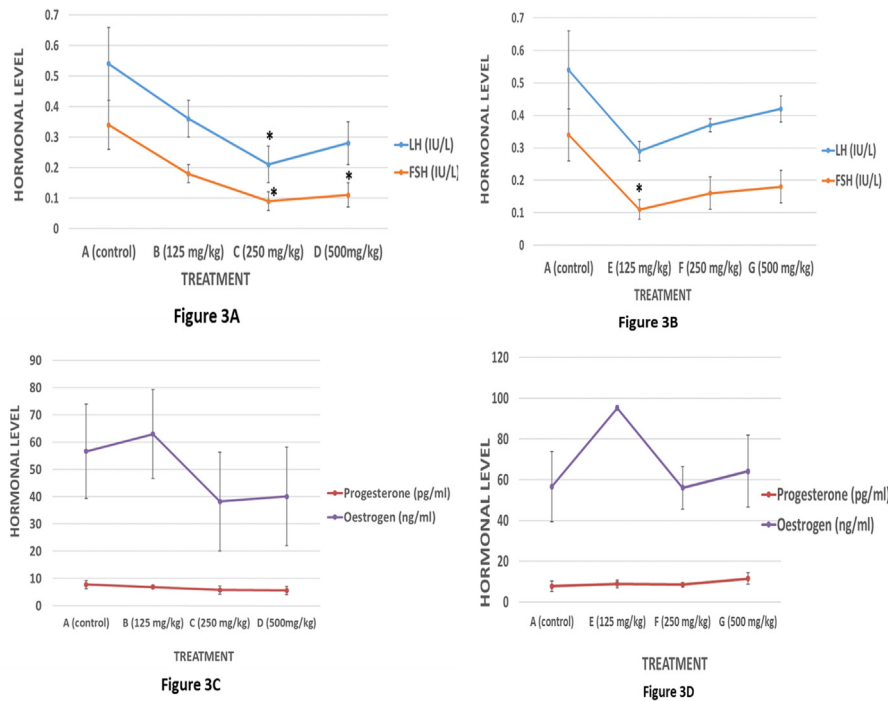 0.7
0.6
0.5
0.4
0.3
0.2
0.1
0
HORMONAL LEVEL
*
*
*
LH (IU/L)
FSH (IU/L)
A (control) B (125 mg/kg) C (250 mg/kg) D (500mg/kg)
TREATMENT
Figure 3A
0.7
0.6
0.5
0.4
0.3
0.2
0.1
0
HORMONAL LEVEL
*
LH (IU/L)
FSH (IU/L)
A (control) E (125 mg/kg) F (250 mg/kg) G (500 mg/kg)
TREATMENT
Figure 3B
90
80
70
60
50
40
30
20
10
0
HORMONAL LEVEL
Progesterone (pg/ml)
Oestrogen (ng/ml)
A (control) B (125 mg/kg) C (250 mg/kg) D (500mg/kg)
TREATMENT
Figure 3C
120
100
80
60
40
20
0
HORMONAL LEVEL
Progesterone (pg/ml)
Oestrogen (ng/ml)
A (control) E (125 mg/kg) F (250 mg/kg) G (500 mg/kg)
TREATMENT
Figure 3D